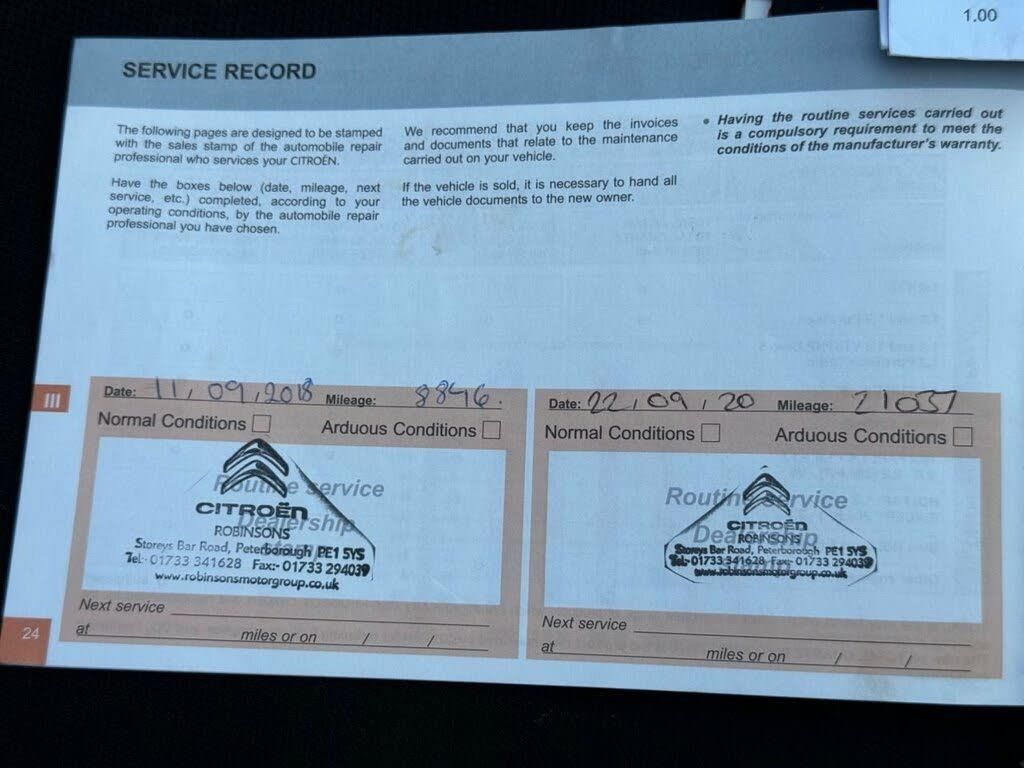 1.00
SERVICE RECORD
The following pages are designed to be stamped
with the sales stamp of the automobile repair
professional who services your CITROËN.
Have the boxes below (date, mileage, next
service, etc.) completed, according to your
operating conditions, by the automobile repair
professional you have chosen.
We recommend that you keep the invoices
and documents that relate to the maintenance
carried out on your vehicle.
If the vehicle is sold, it is necessary to hand all
the vehicle documents to the new owner.
• Having the routine services carried out
is a compulsory requirement to meet the
conditions of the manufacturer's warranty.
III
Date: 11,09,2018 Mileage: 8846.
Normal Conditions Arduous Conditions
Routine service
Dealership
CITROËN
ROBINSONS
Storeys Bar Road, Peterborough PE1 5YS
Tel:- 01733 341628 Fax:- 01733 294039
www.robinsonsmotorgroup.co.uk
Next service
at miles or on / /
Date: 22,09,20 Mileage: 21037
Normal Conditions Arduous Conditions
Routine service
Dealership
CITROËN
ROBINSONS
Storeys Bar Road, Peterborough PE1 5YS
Tel:- 01733 341628 Fax:- 01733 294039
www.robinsonsmotorgroup.co.uk
Next service
at miles or on / /
24